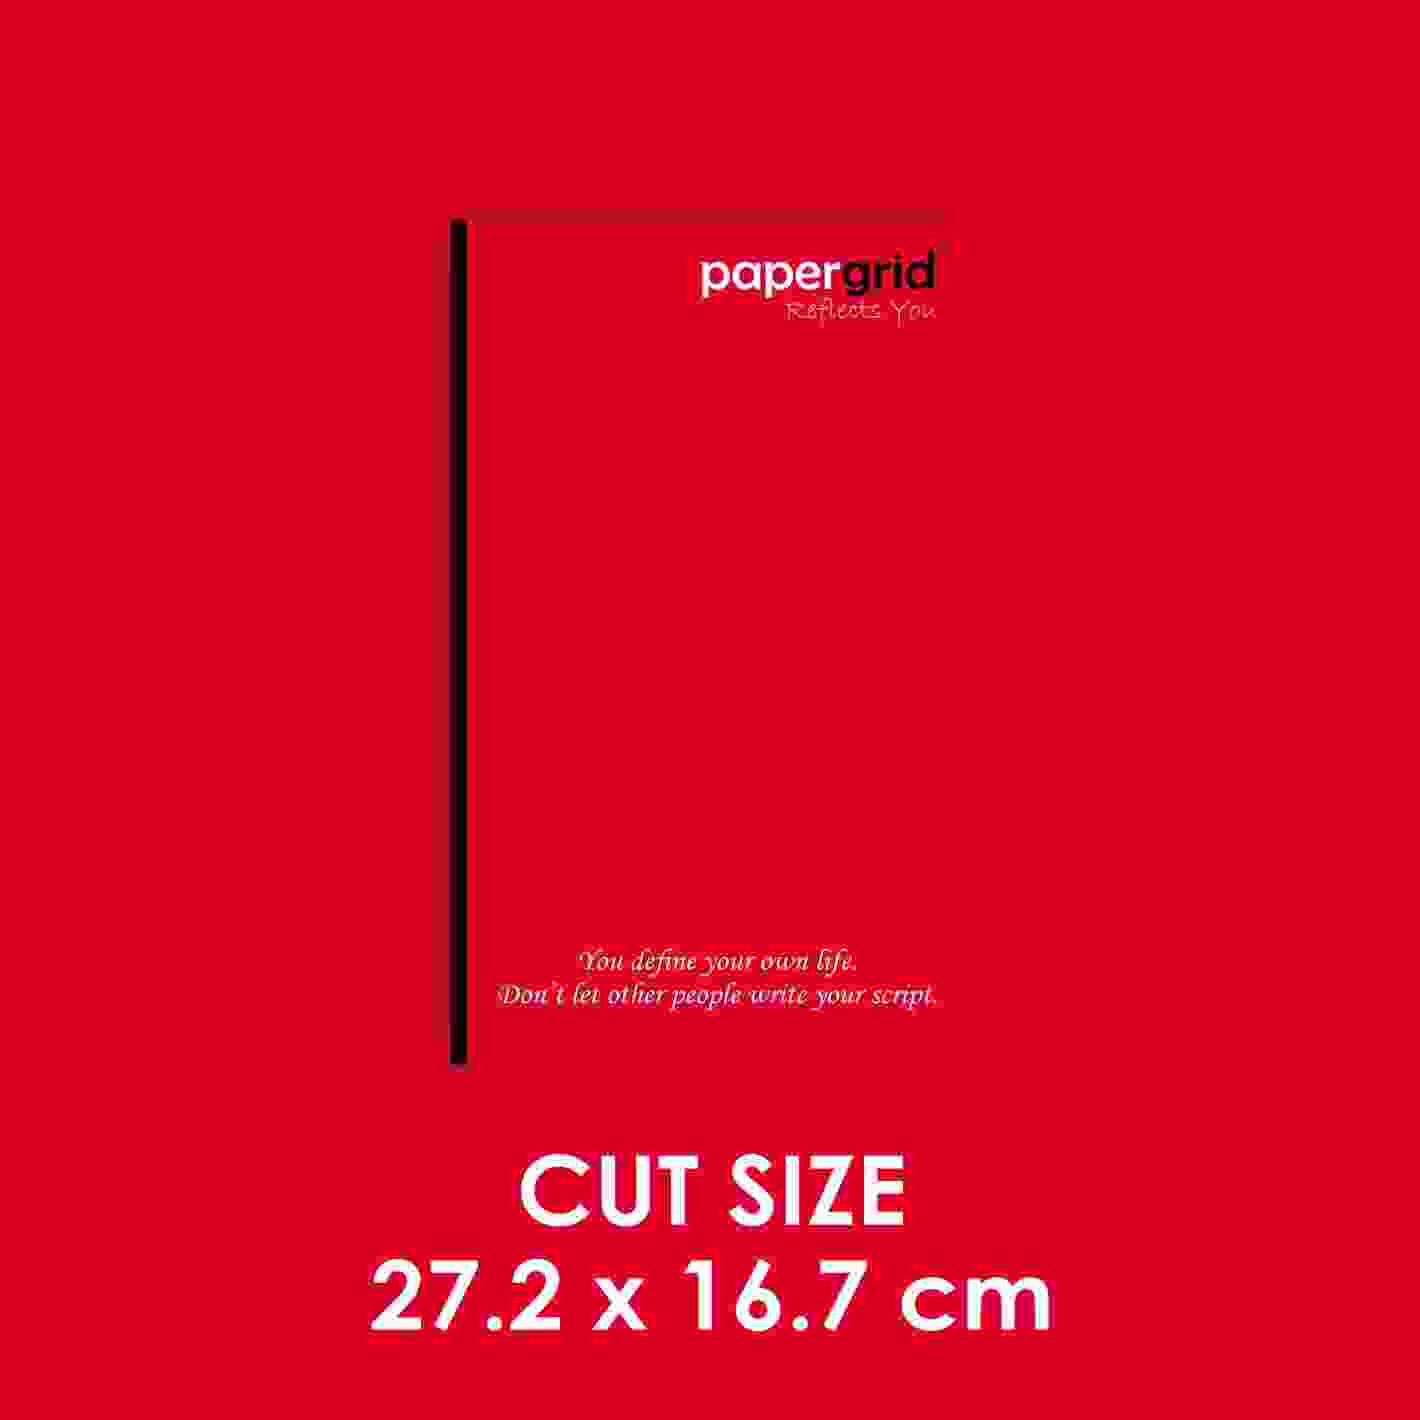 papergrid
Reflects You
You define your own life.
Don't let other people write your script.
CUT SIZE
27.2 x 16.7 cm